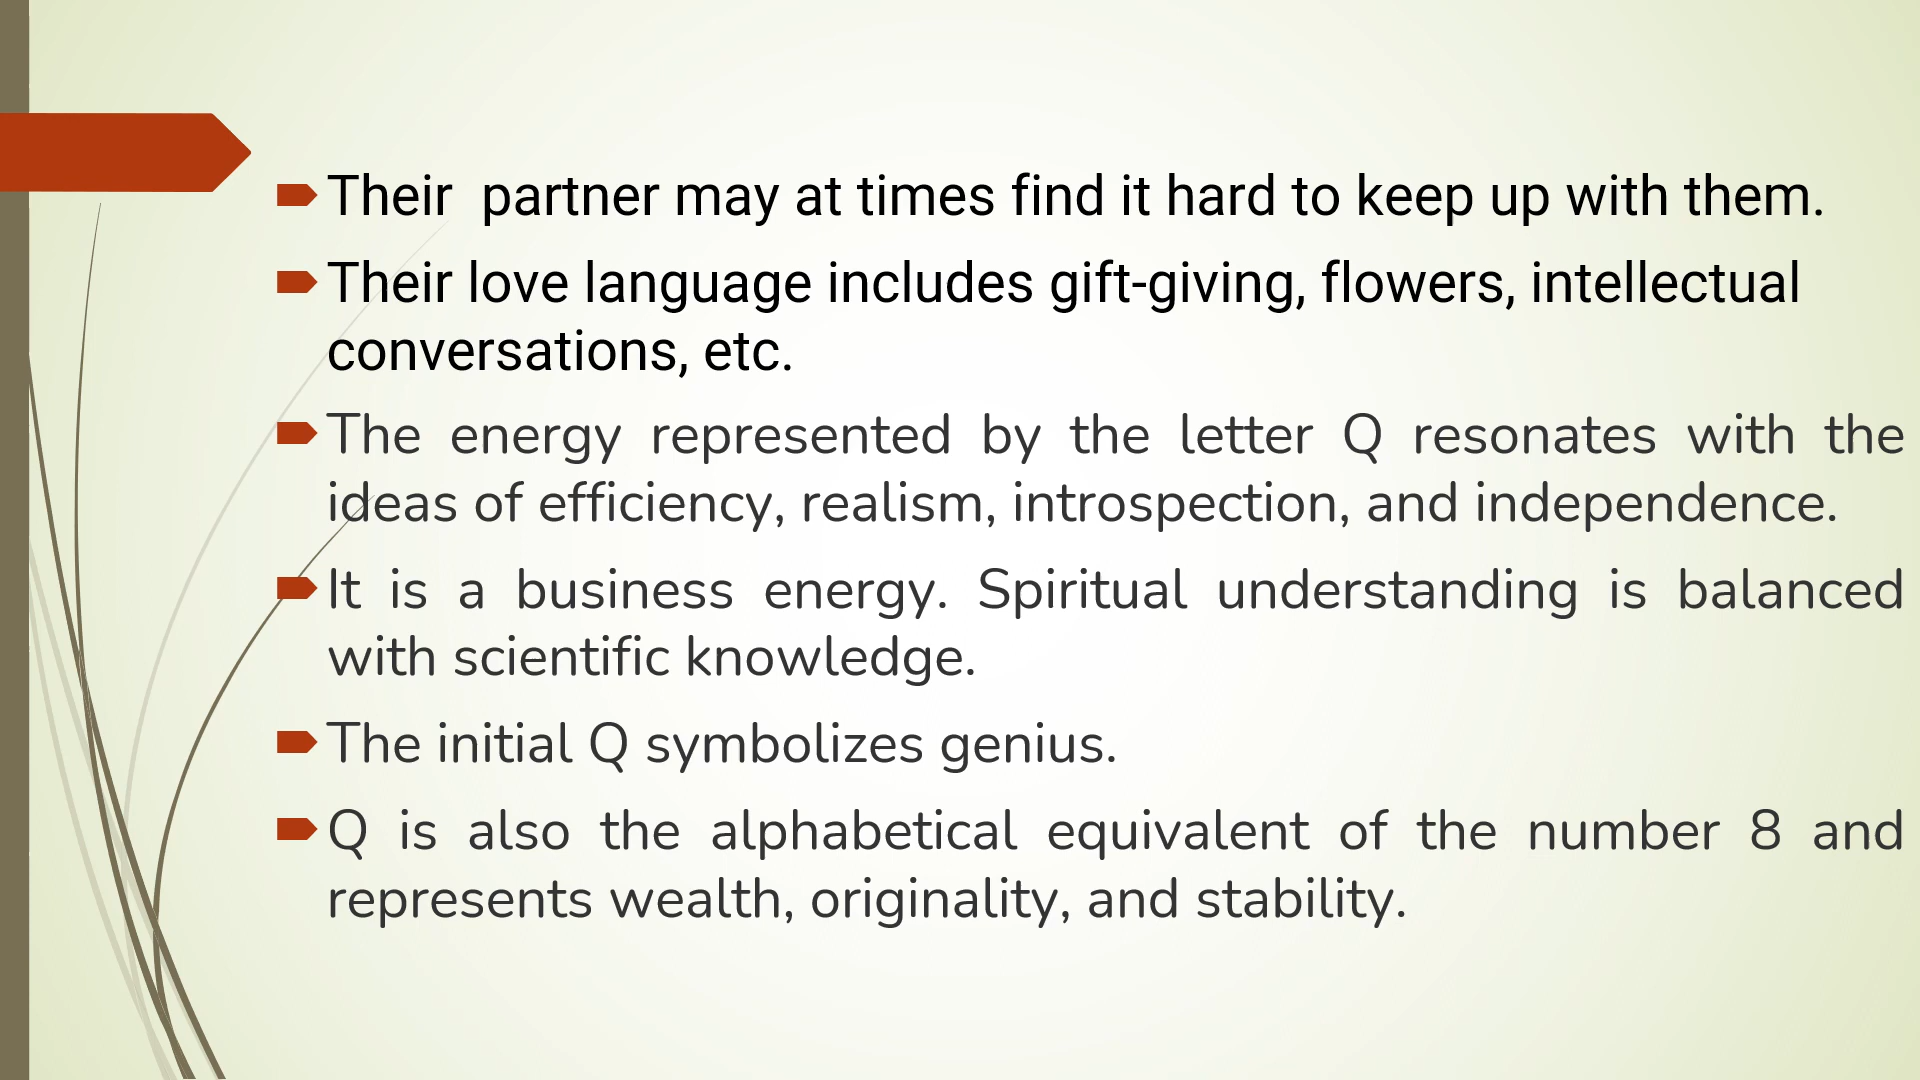 Their  partner may at times find it hard to keep up with them.
Their love language includes gift-giving, flowers, intellectual
conversations, etc.
The energy represented by the letter Q resonates with the
ideas of efficiency, realism, introspection, and independence.
It is a business energy. Spiritual understanding is balanced
with scientific knowledge.
The initial Q symbolizes genius.
Q is also the alphabetical equivalent of the number 8 and
represents wealth, originality, and stability.